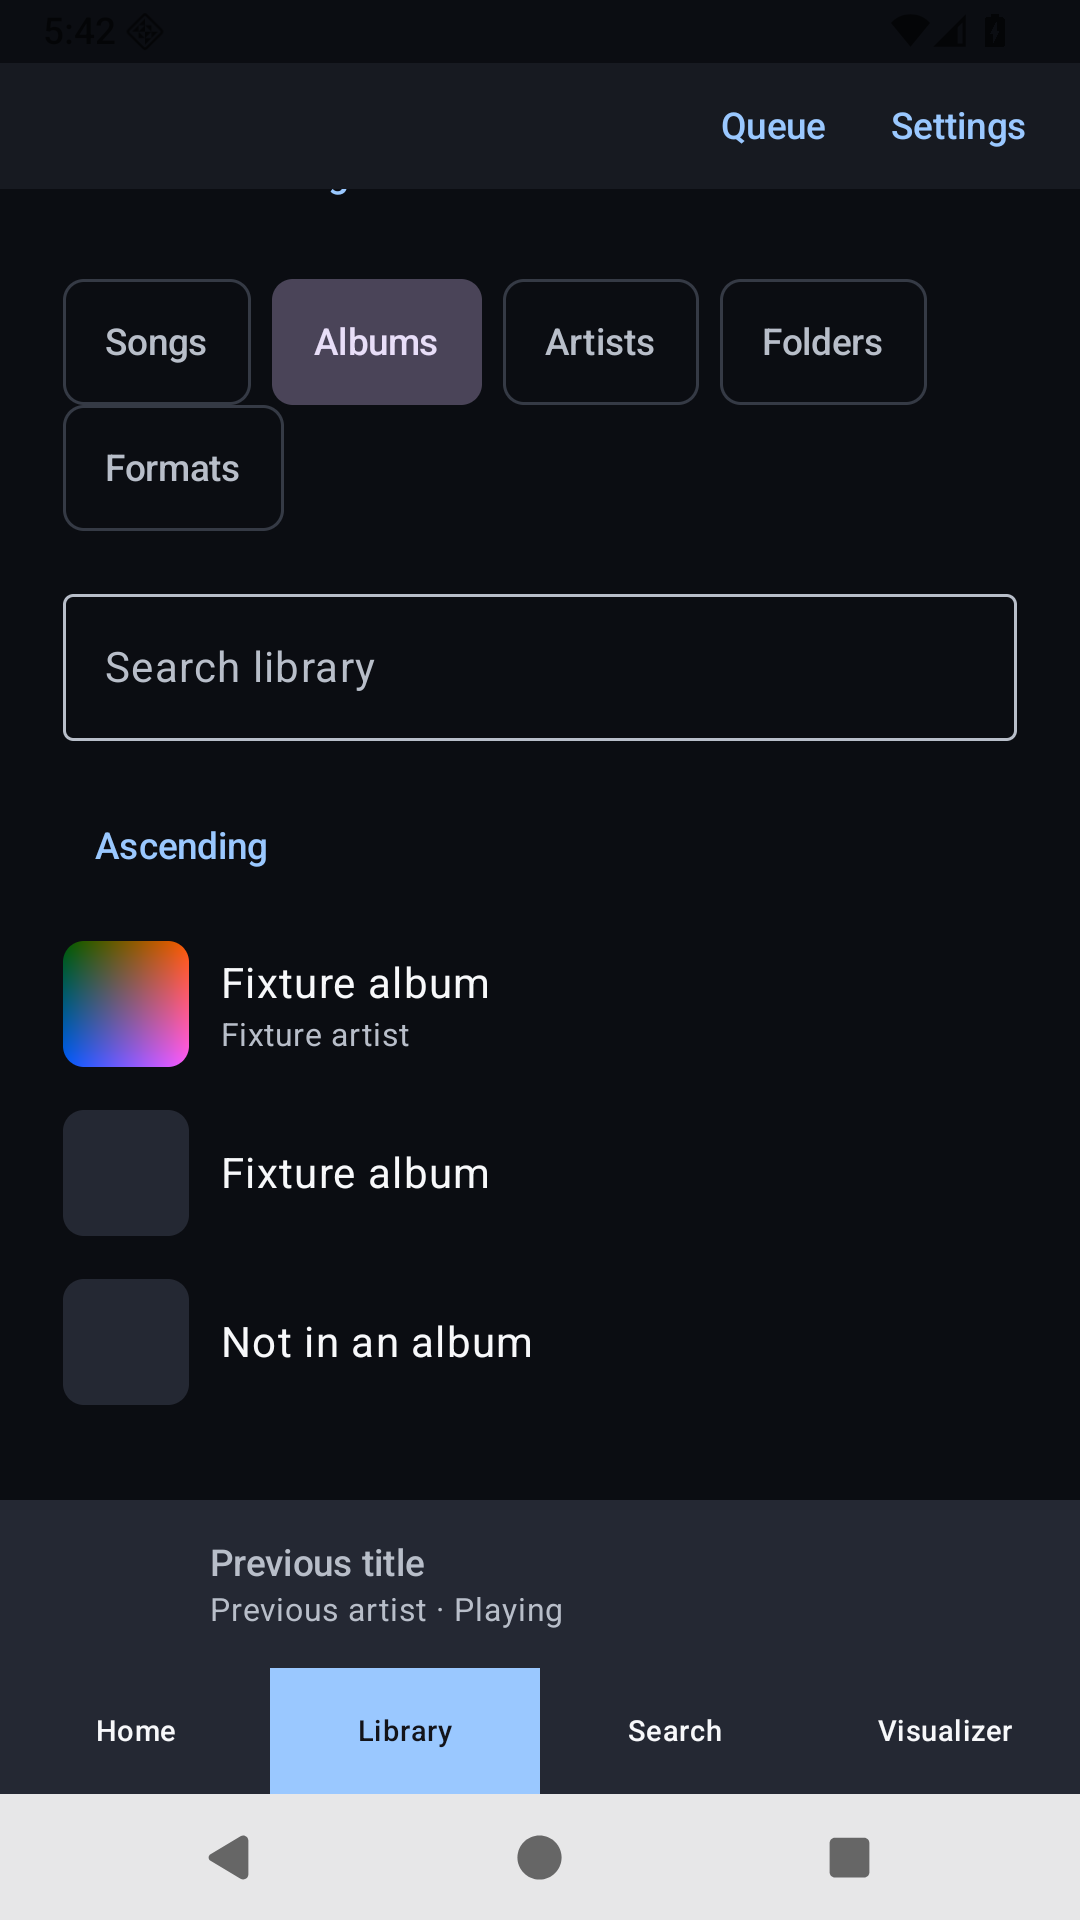 5:42
Queue Settings
Songs Albums Artists Folders
Formats
Search library
Ascending
Fixture album
Fixture artist
Fixture album
Not in an album
Previous title
Previous artist · Playing
Home Library Search Visualizer